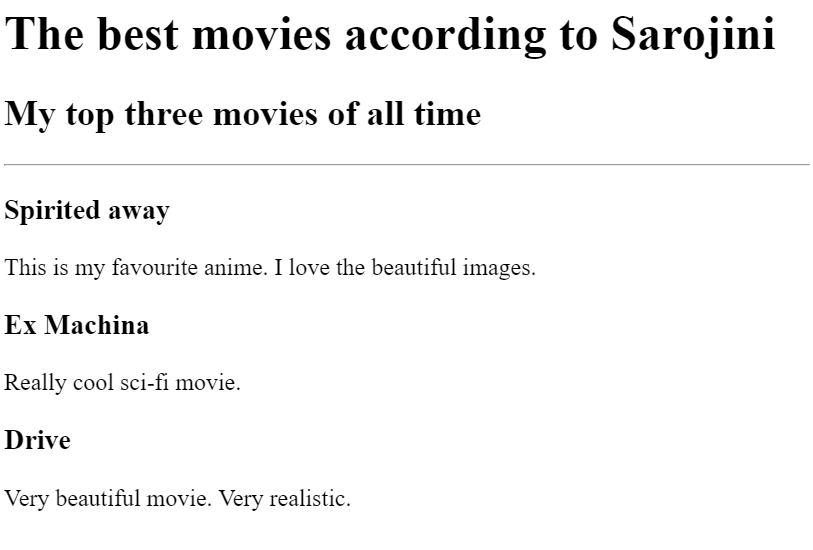 The best movies according to Sarojini
My top three movies of all time
Spirited away
This is my favourite anime. I love the beautiful images.
Ex Machina
Really cool sci-fi movie.
Drive
Very beautiful movie. Very realistic.